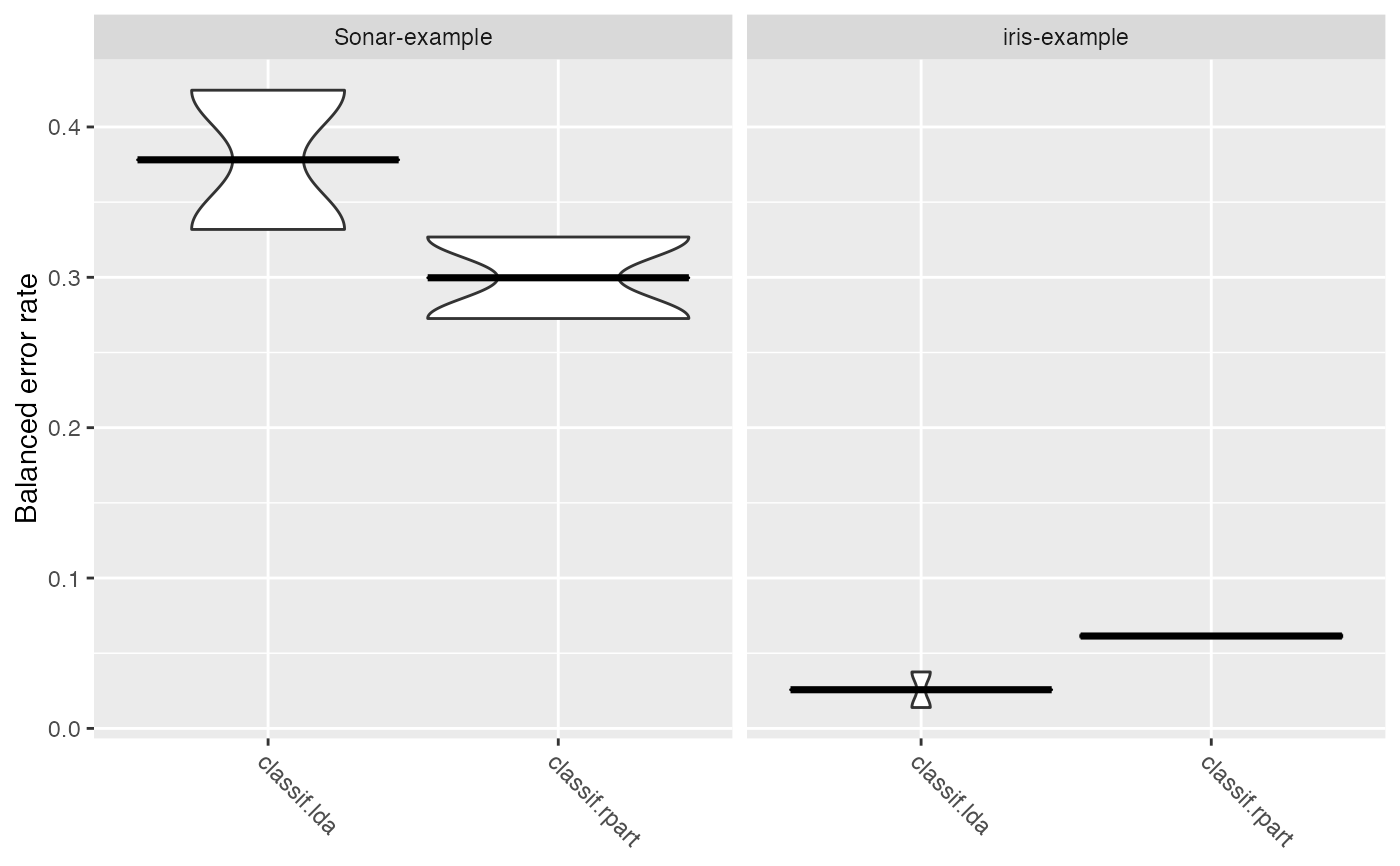 Sonar-example
iris-example
Balanced error rate
0.4
0.3
0.2
0.1
0.0
classif.lda
classif.rpart
classif.lda
classif.rpart